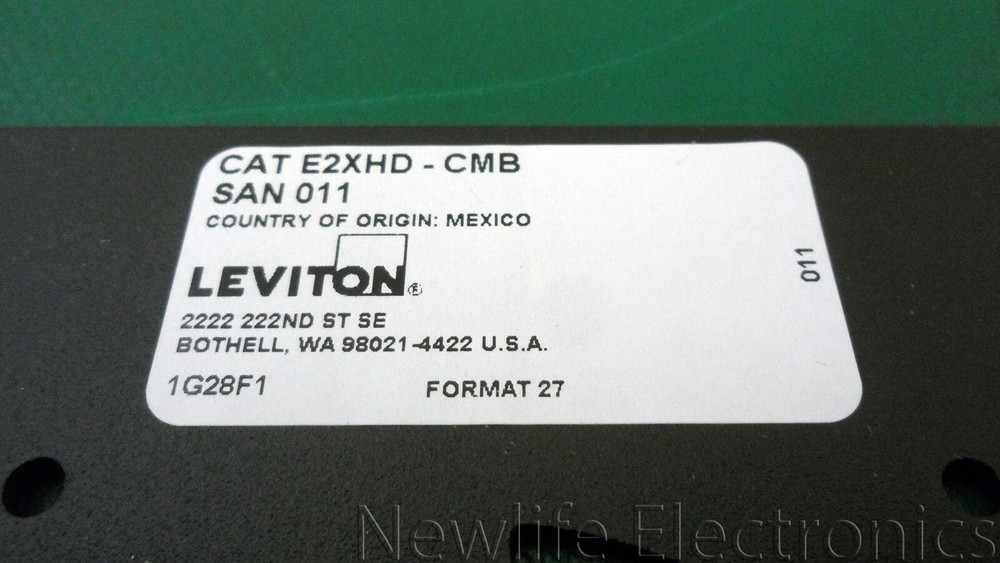 CAT E2XHD - CMB
SAN 011
COUNTRY OF ORIGIN: MEXICO
LEVITON®
2222 222ND ST SE
BOTHELL, WA 98021-4422 U.S.A.
1G28F1 FORMAT 27
011
Newlife Electronics